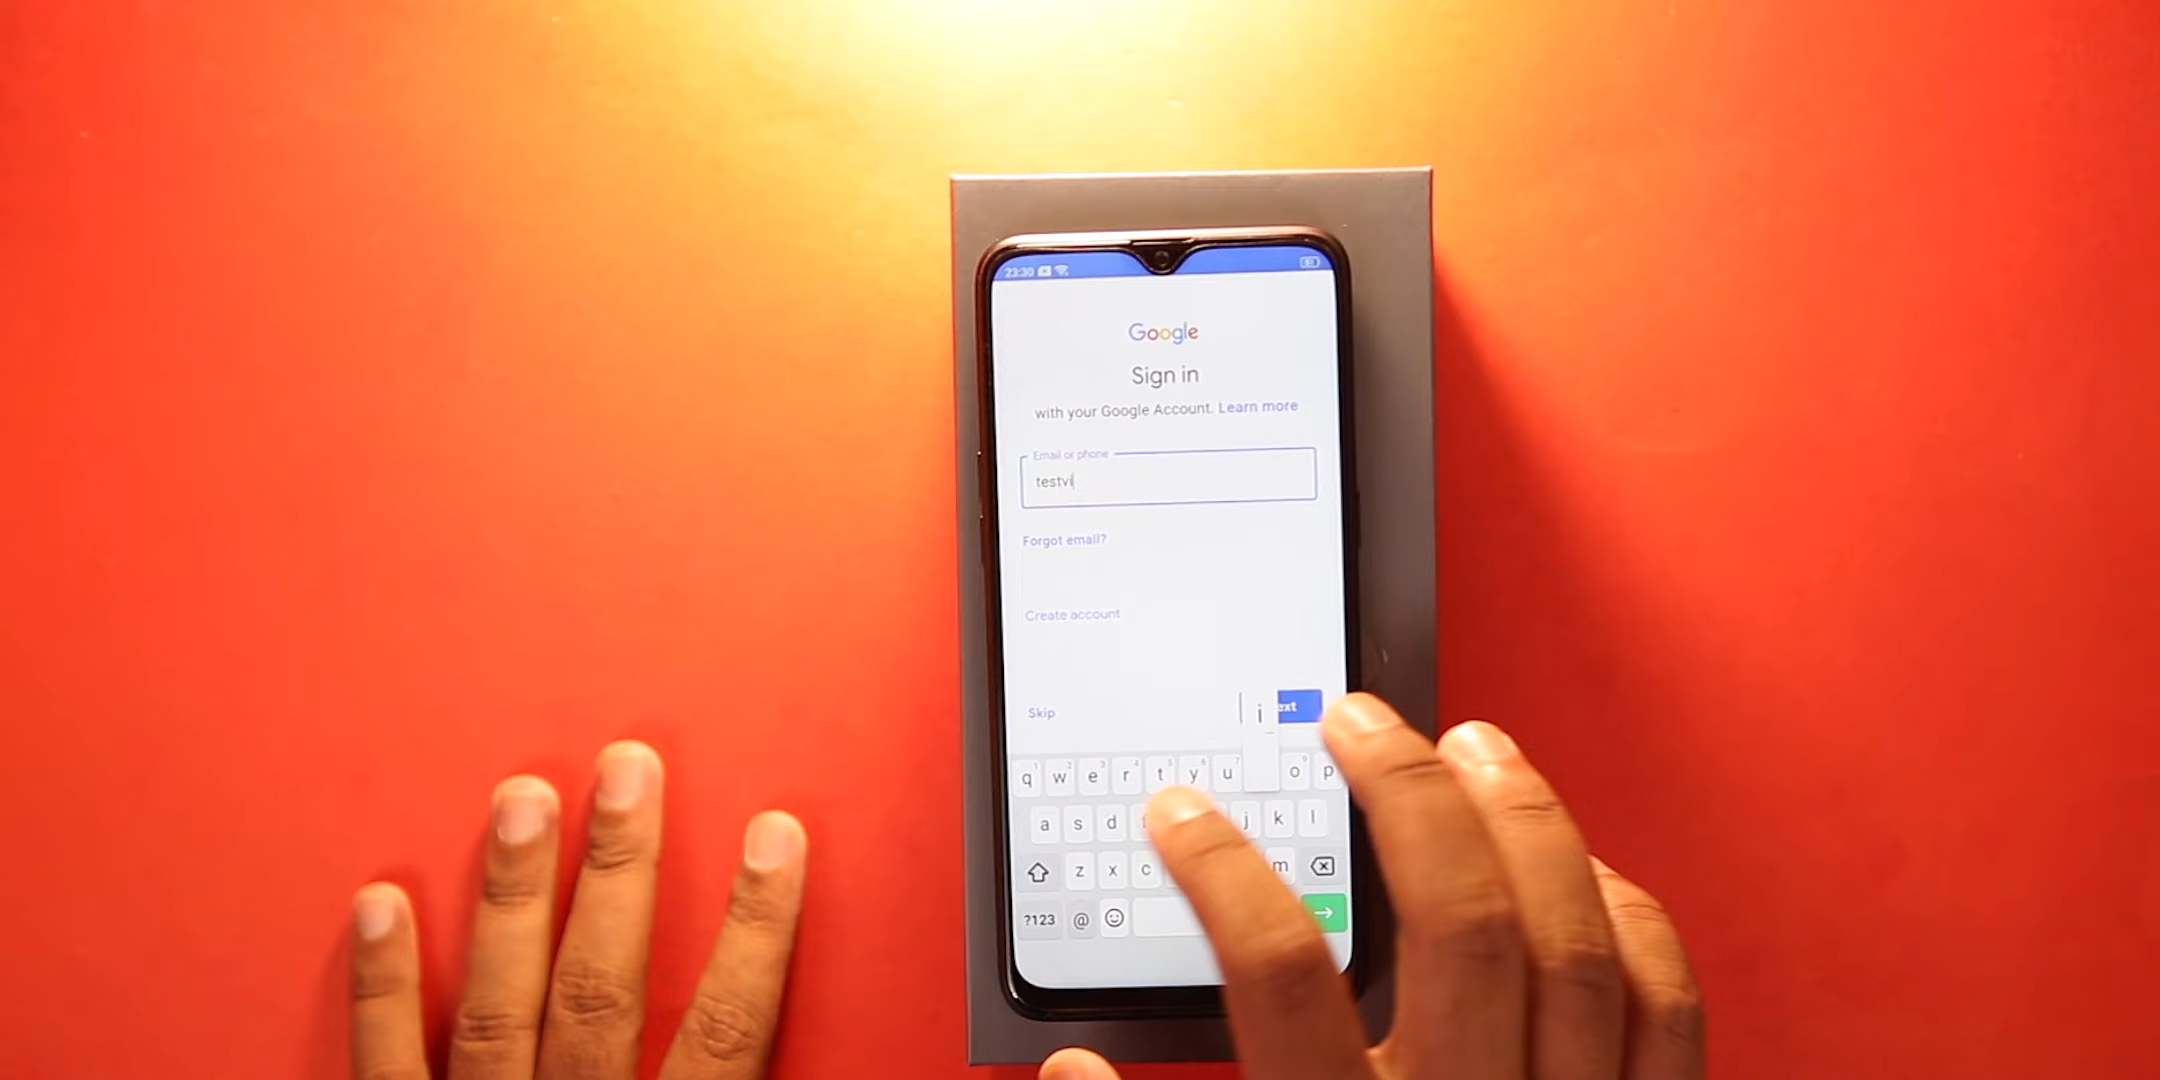 23:30
Google
Sign in
with your Google Account. Learn more
Email or phone
testvi
Forgot email?
Create account
Skip
i
q w e r t y u o p
a s d j k l
z x c m
?123 @